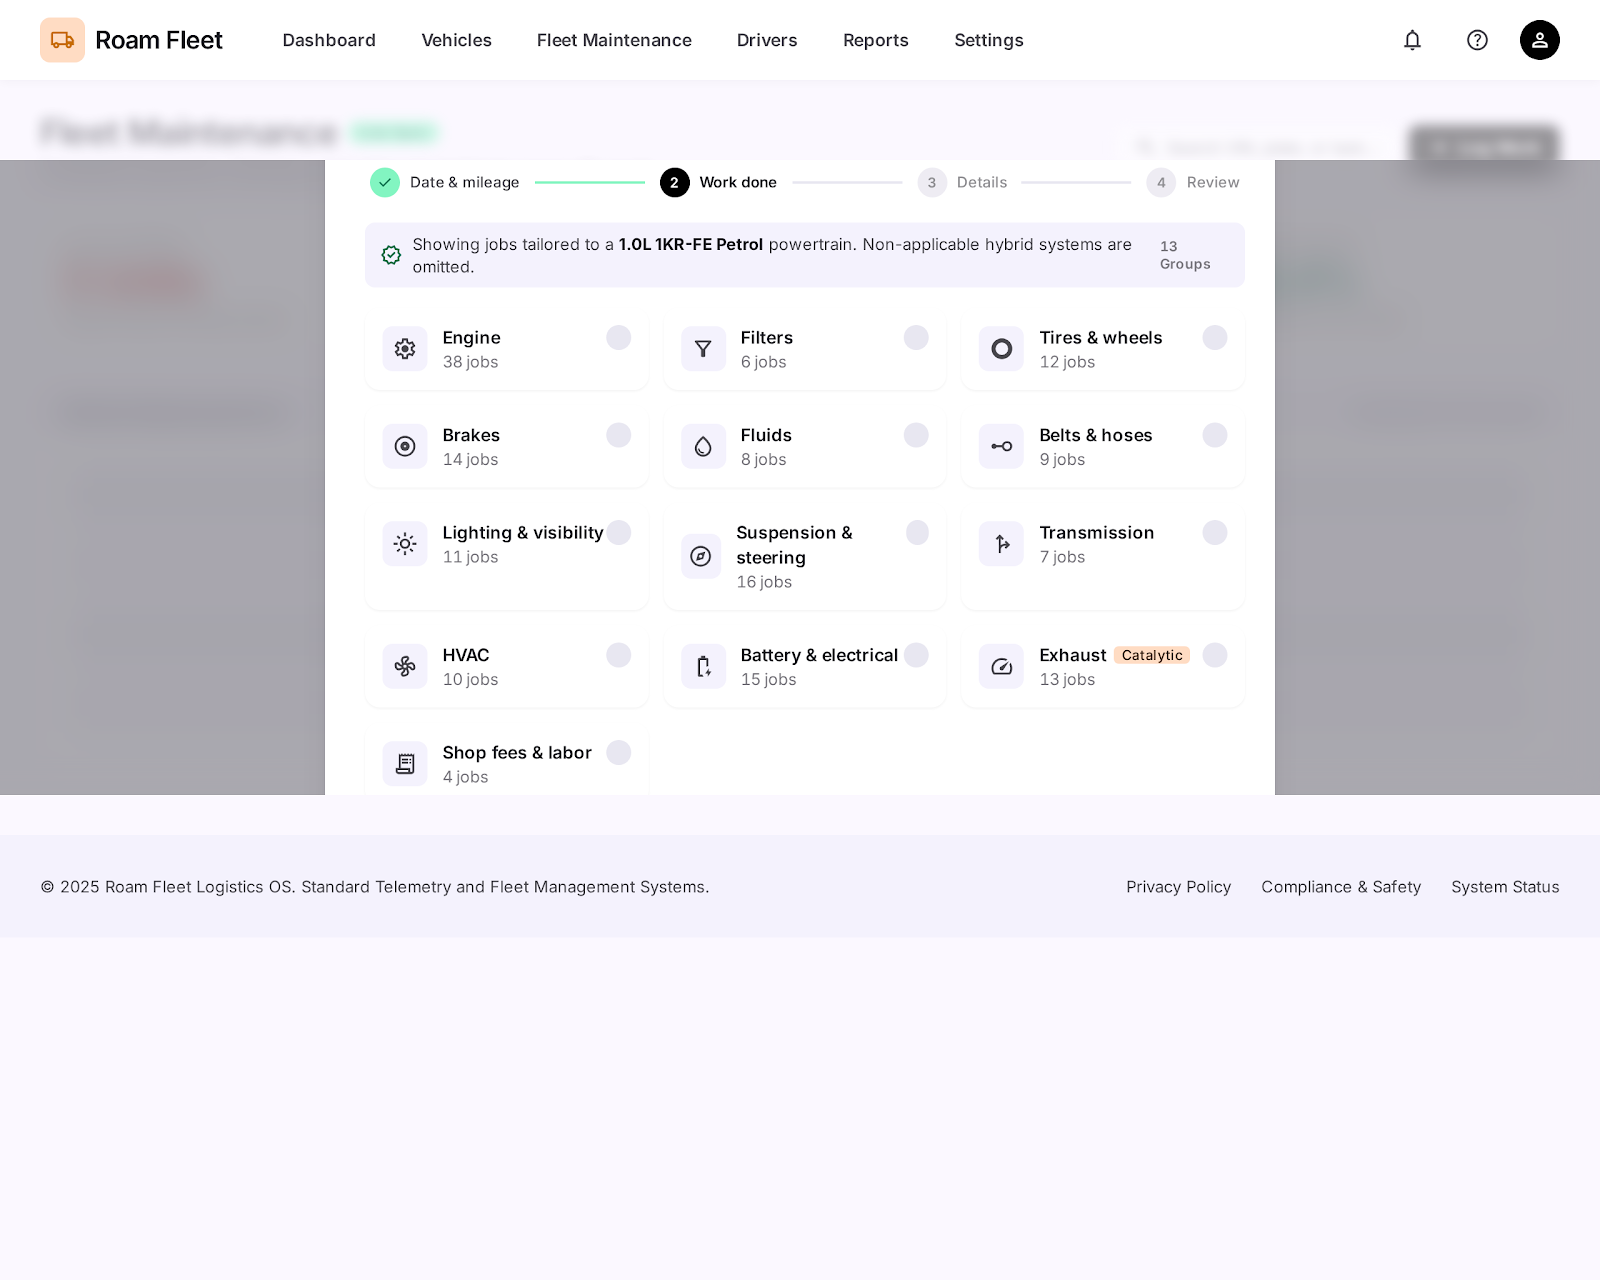 Roam Fleet
Dashboard
Vehicles
Fleet Maintenance
Drivers
Reports
Settings
Fleet Maintenance
Date & mileage
2 Work done
3 Details
4 Review
Showing jobs tailored to a 1.0L 1KR-FE Petrol powertrain. Non-applicable hybrid systems are
omitted.
13
Groups
Engine
38 jobs
Filters
6 jobs
Tires & wheels
12 jobs
Brakes
14 jobs
Fluids
8 jobs
Belts & hoses
9 jobs
Lighting & visibility
11 jobs
Suspension &
steering
16 jobs
Transmission
7 jobs
HVAC
10 jobs
Battery & electrical
15 jobs
Exhaust Catalytic
13 jobs
Shop fees & labor
4 jobs
© 2025 Roam Fleet Logistics OS. Standard Telemetry and Fleet Management Systems.
Privacy Policy
Compliance & Safety
System Status